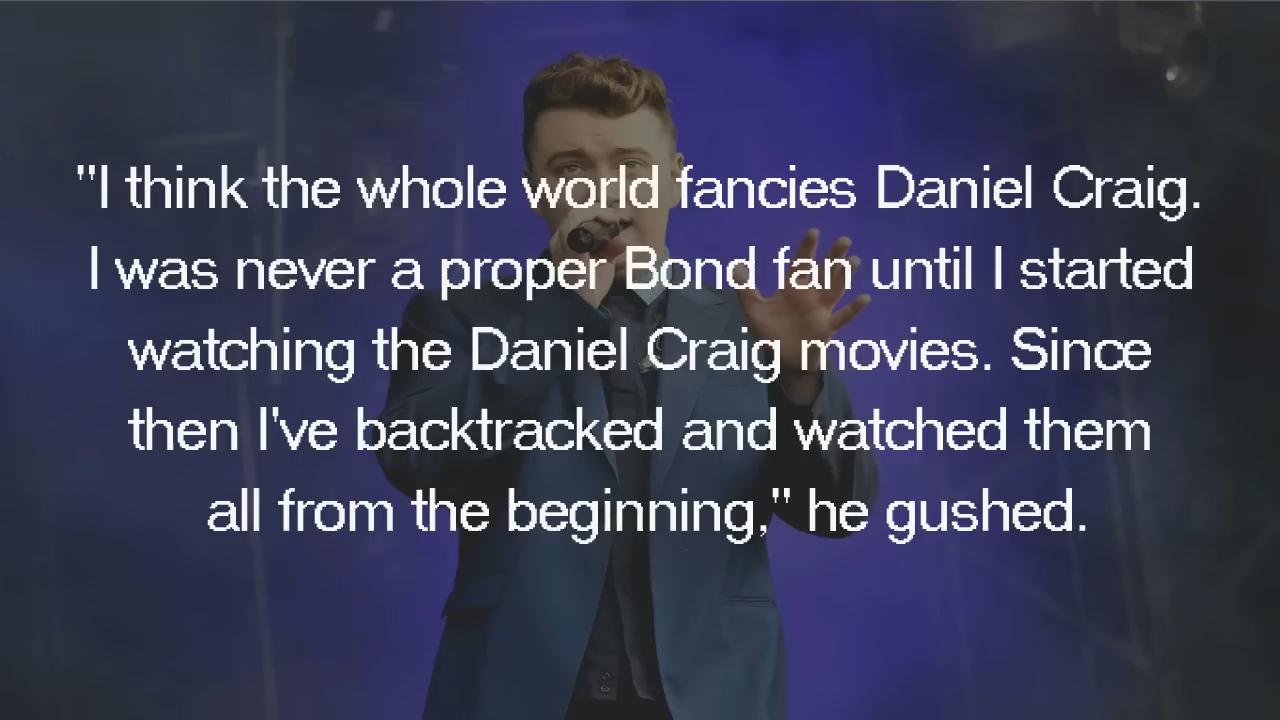 "I think the whole world fancies Daniel Craig.
I was never a proper Bond fan until I started
watching the Daniel Craig movies. Since
then I've backtracked and watched them
all from the beginning," he gushed.